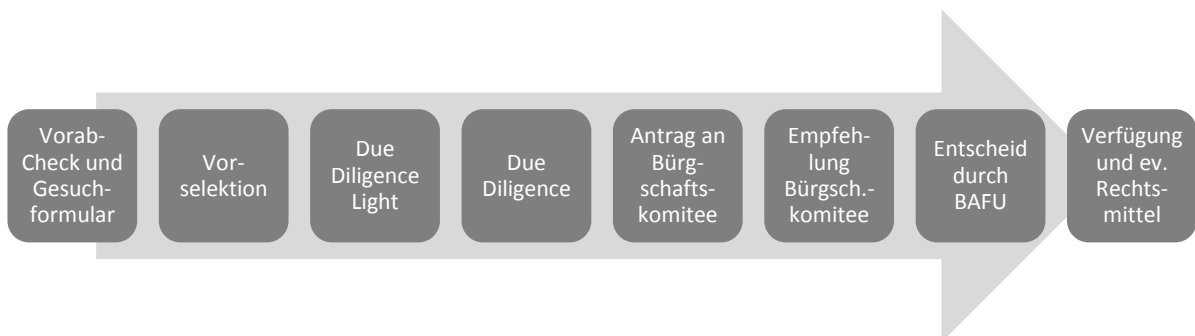 Vorab-
Check und
Gesuch-
formular
Vor-
selektion
Due
Diligence
Light
Due
Diligence
Antrag an
Bürg-
schafts-
komitee
Empfeh-
lung
Bürgsch.-
komitee
Entscheid
durch
BAFU
Verfügung
und ev.
Rechts-
mittel